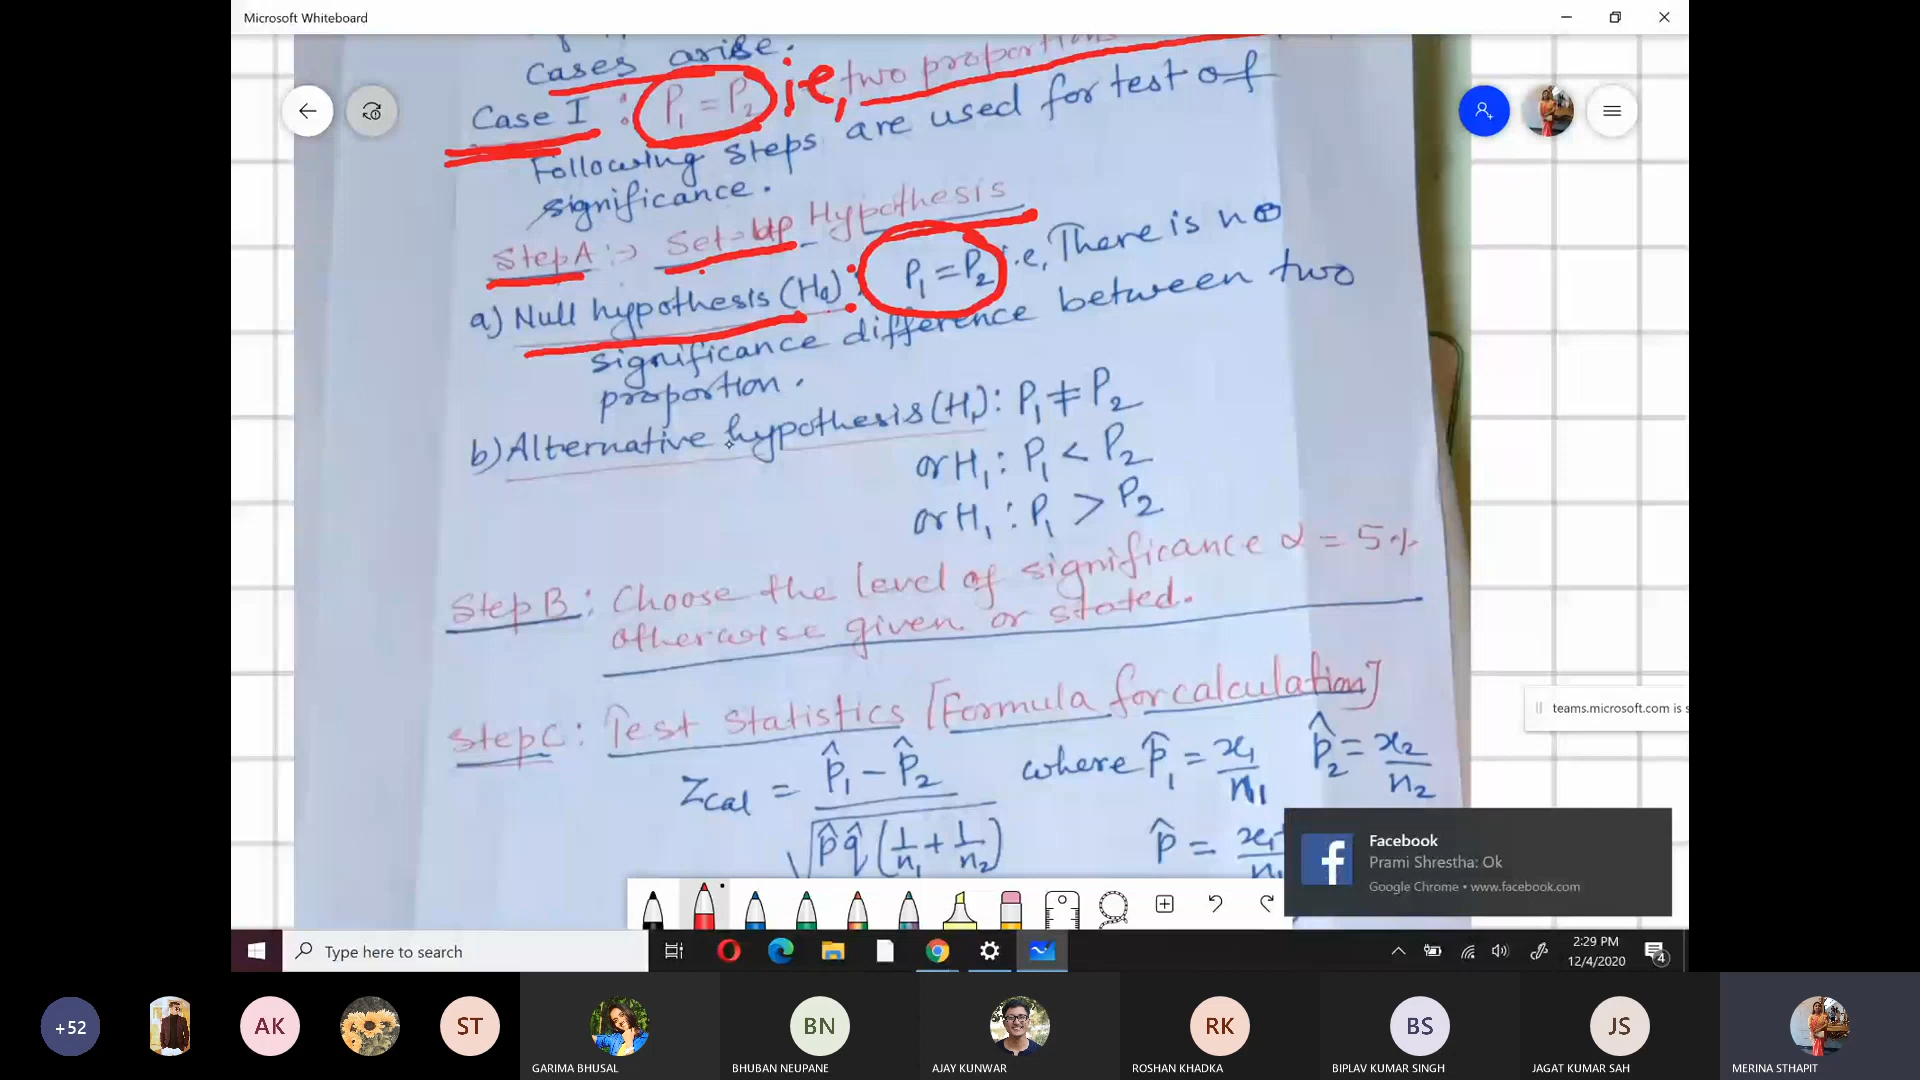 Microsoft Whiteboard
Cases arise.
Case I : P₁ = P₂ i.e, two proportion
Following steps are used for test of
significance.
Step A :-> Set-up Hypothesis
a) Null hypothesis (H₀) : P₁ = P₂ i.e, There is no
significance difference between two
proportion.
b) Alternative hypothesis (H₁) : P₁ ≠ P₂
or H₁ : P₁ < P₂
or H₁ : P₁ > P₂
Step B : Choose the level of significance α = 5%
otherwise given or stated.
Step C : Test Statistics [Formula for calculation]
Zcal = (p̂₁ − p̂₂) / √(p̂q̂(1/n₁ + 1/n₂)) where p̂₁ = x₁/n₁ p̂₂ = x₂/n₂
p̂ = x₁+
teams.microsoft.com is s
Facebook
Prami Shrestha: Ok
Google Chrome • www.facebook.com
Type here to search
2:29 PM
12/4/2020
4
+52
AK
ST
GARIMA BHUSAL
BN
BHUBAN NEUPANE
AJAY KUNWAR
RK
ROSHAN KHADKA
BS
BIPLAV KUMAR SINGH
JS
JAGAT KUMAR SAH
MERINA STHAPIT